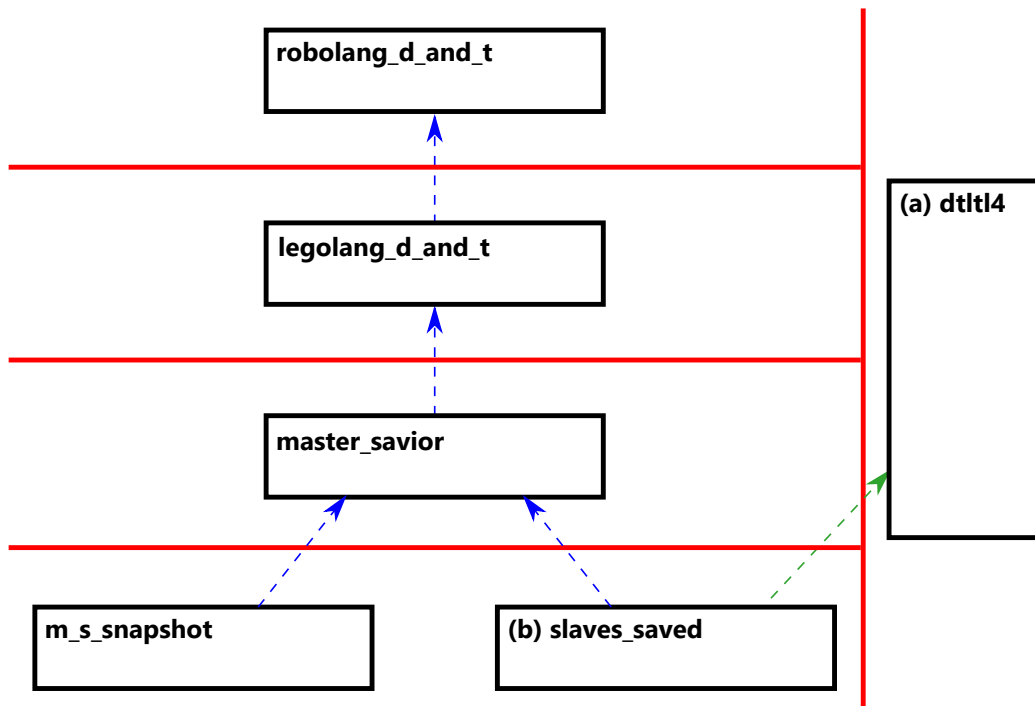 robolang_d_and_t
legolang_d_and_t
(a) dtltl4
master_savior
m_s_snapshot
(b) slaves_saved